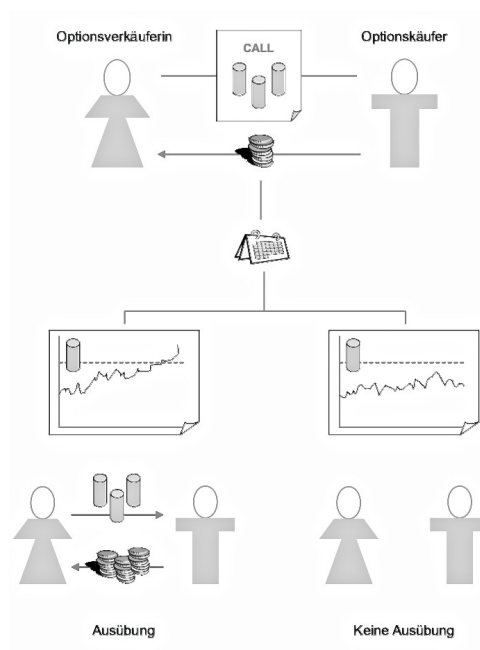 Optionsverkäuferin
Optionskäufer
CALL
Ausübung
Keine Ausübung